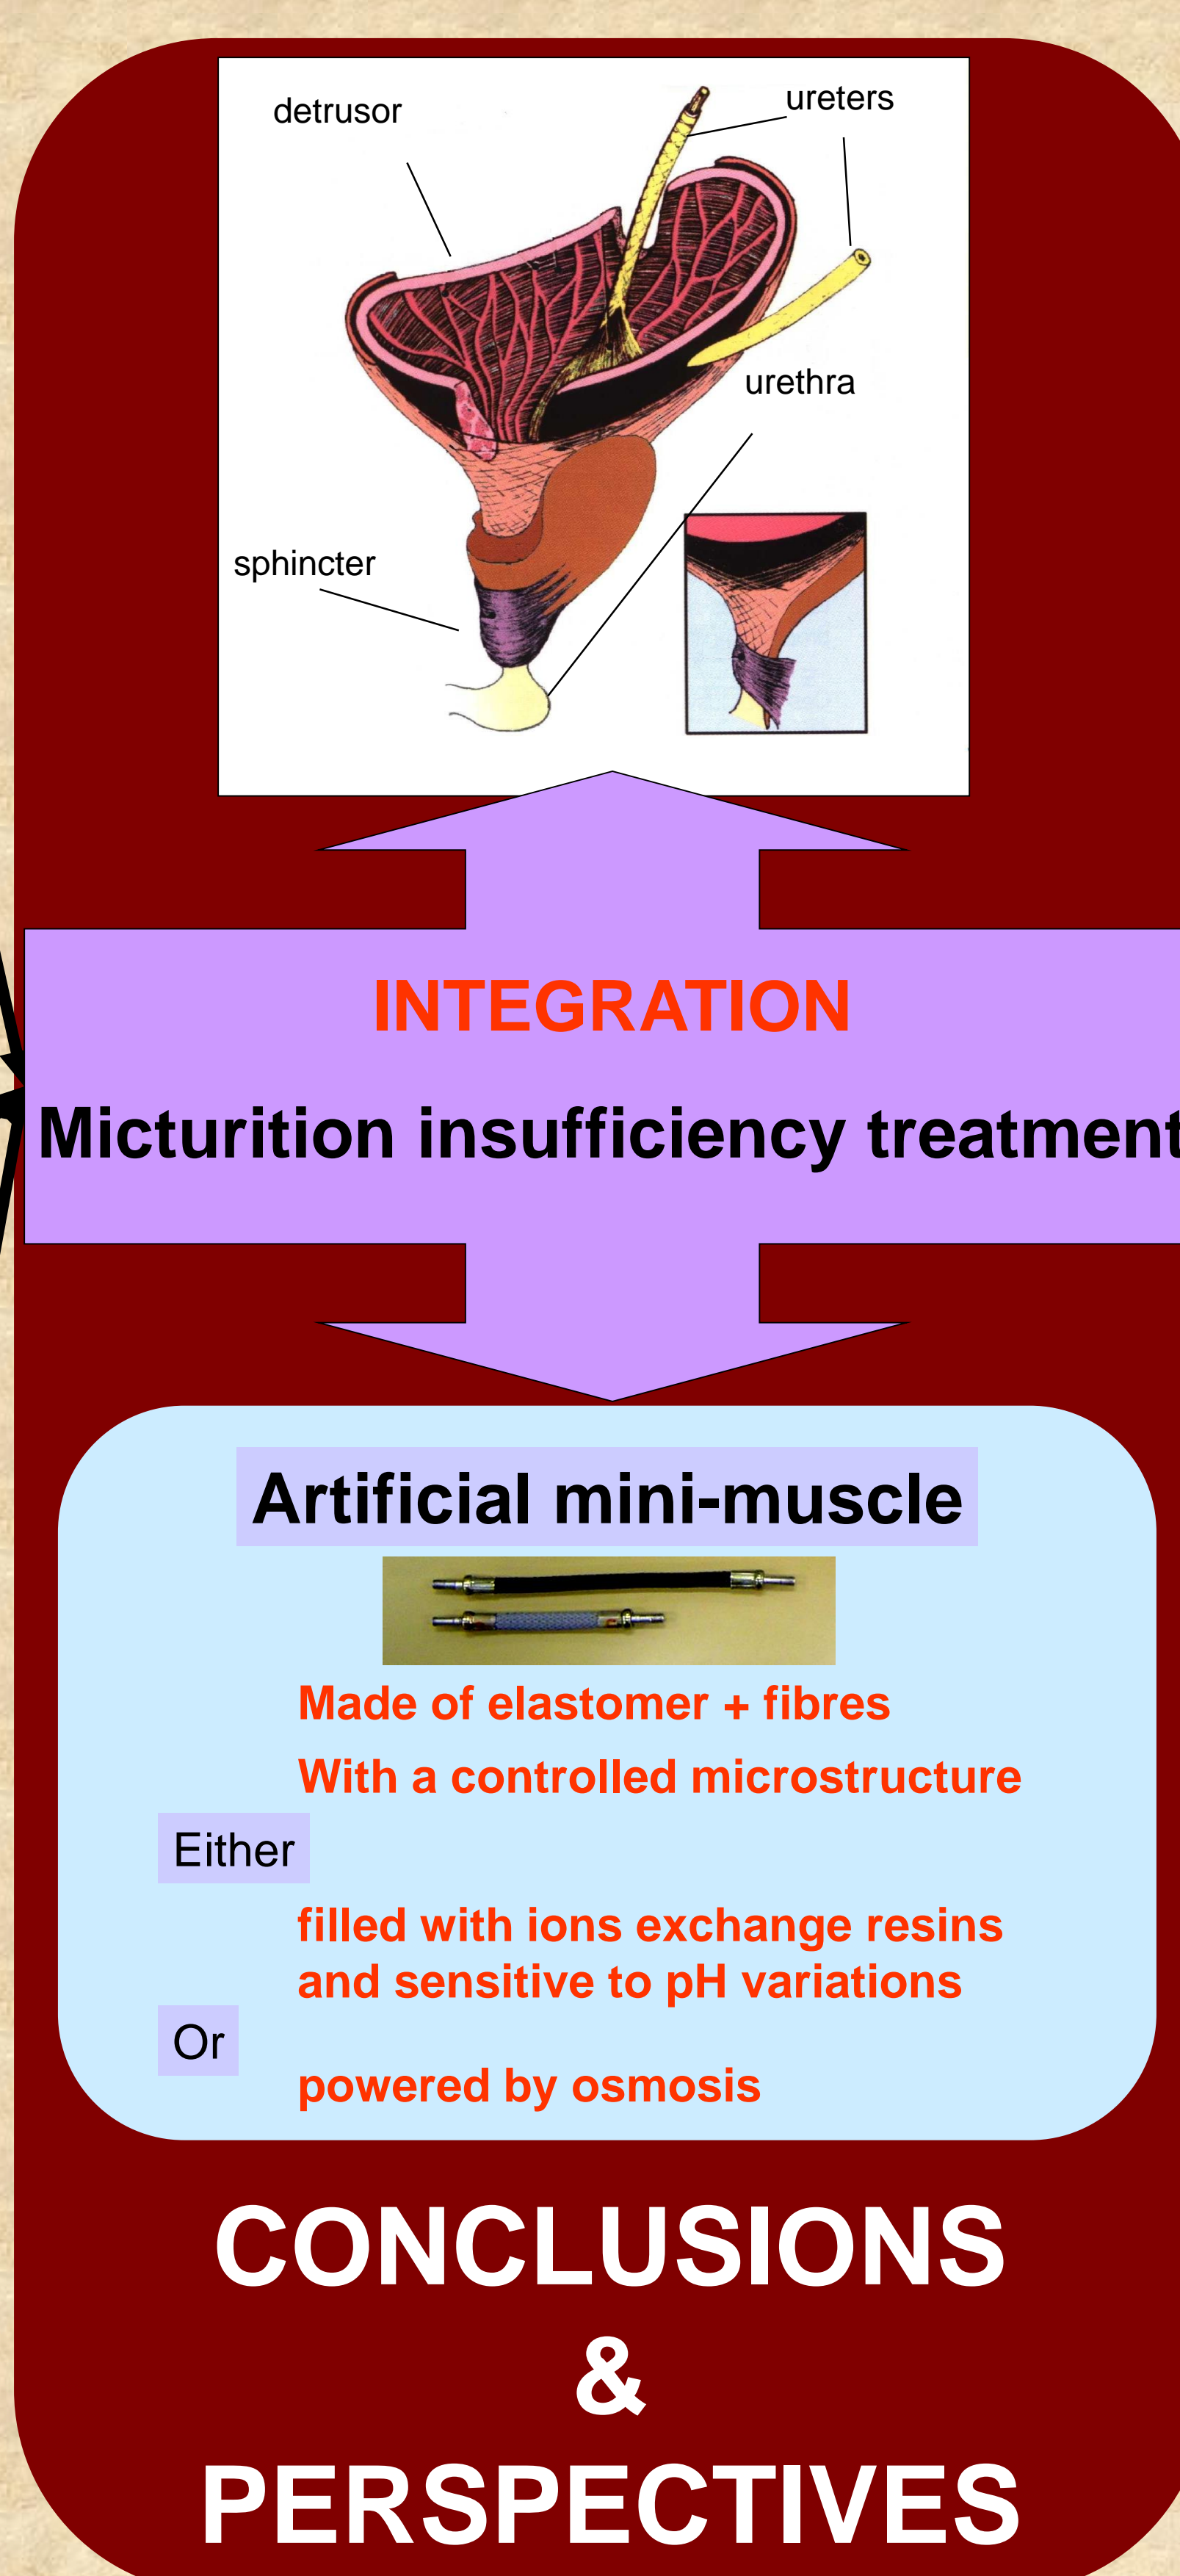 detrusor
ureters
urethra
sphincter
INTEGRATION
Micturition insufficiency treatment
Artificial mini-muscle
Made of elastomer + fibres
With a controlled microstructure
Either
filled with ions exchange resins
and sensitive to pH variations
Or
powered by osmosis
CONCLUSIONS
&
PERSPECTIVES